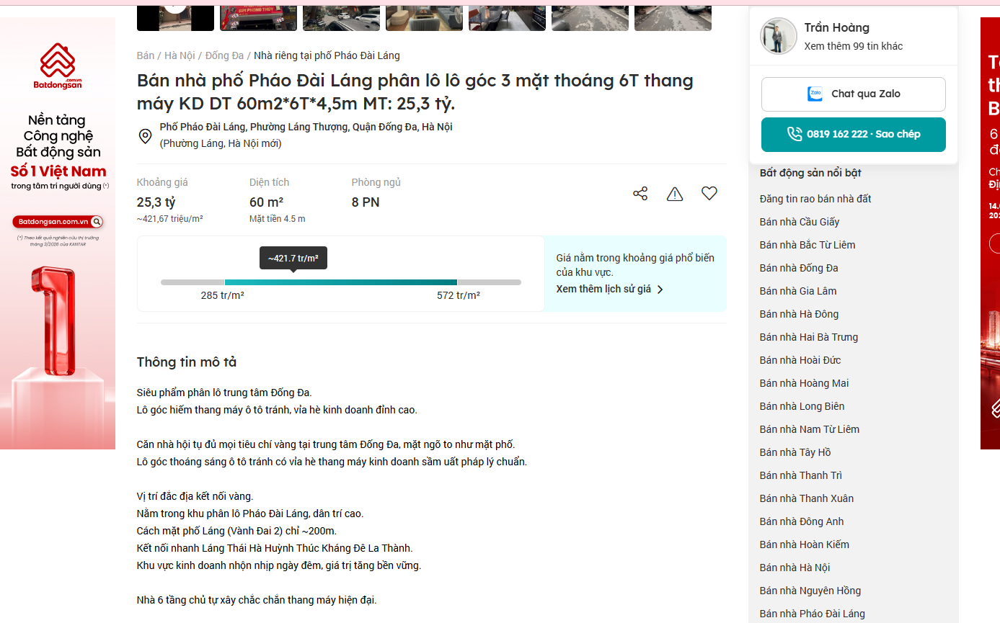 Batdongsan
.com.vn
Nền tảng
Công nghệ
Bất động sản
Số 1 Việt Nam
trong tâm trí người dùng (*)
Batdongsan.com.vn
(*) Theo kết quả nghiên cứu thị trường
tháng 3/2026 của KANTAR
Bán / Hà Nội / Đống Đa / Nhà riêng tại phố Pháo Đài Láng
Bán nhà phố Pháo Đài Láng phân lô lô góc 3 mặt thoáng 6T thang
máy KD DT 60m2*6T*4,5m MT: 25,3 tỷ.
Phố Pháo Đài Láng, Phường Láng Thượng, Quận Đống Đa, Hà Nội
(Phường Láng, Hà Nội mới)
Khoảng giá
25,3 tỷ
~421,67 triệu/m²
Diện tích
60 m²
Mặt tiền 4.5 m
Phòng ngủ
8 PN
~421.7 tr/m²
285 tr/m²
572 tr/m²
Giá nằm trong khoảng giá phổ biến
của khu vực.
Xem thêm lịch sử giá
Thông tin mô tả
Siêu phẩm phân lô trung tâm Đống Đa.
Lô góc hiếm thang máy ô tô tránh, vỉa hè kinh doanh đỉnh cao.
Căn nhà hội tụ đủ mọi tiêu chí vàng tại trung tâm Đống Đa, mặt ngõ to như mặt phố.
Lô góc thoáng sáng ô tô tránh có vỉa hè thang máy kinh doanh sầm uất pháp lý chuẩn.
Vị trí đắc địa kết nối vàng.
Nằm trong khu phân lô Pháo Đài Láng, dân trí cao.
Cách mặt phố Láng (Vành Đai 2) chỉ ~200m.
Kết nối nhanh Láng Thái Hà Huỳnh Thúc Kháng Đê La Thành.
Khu vực kinh doanh nhộn nhịp ngày đêm, giá trị tăng bền vững.
Nhà 6 tầng chủ tự xây chắc chắn thang máy hiện đại.
Trần Hoàng
Xem thêm 99 tin khác
Zalo
Chat qua Zalo
0819 162 222 · Sao chép
Bất động sản nổi bật
Đăng tin rao bán nhà đất
Bán nhà Cầu Giấy
Bán nhà Bắc Từ Liêm
Bán nhà Đống Đa
Bán nhà Gia Lâm
Bán nhà Hà Đông
Bán nhà Hai Bà Trưng
Bán nhà Hoài Đức
Bán nhà Hoàng Mai
Bán nhà Long Biên
Bán nhà Nam Từ Liêm
Bán nhà Tây Hồ
Bán nhà Thanh Trì
Bán nhà Thanh Xuân
Bán nhà Đông Anh
Bán nhà Hoàn Kiếm
Bán nhà Hà Nội
Bán nhà Nguyên Hồng
Bán nhà Pháo Đài Láng